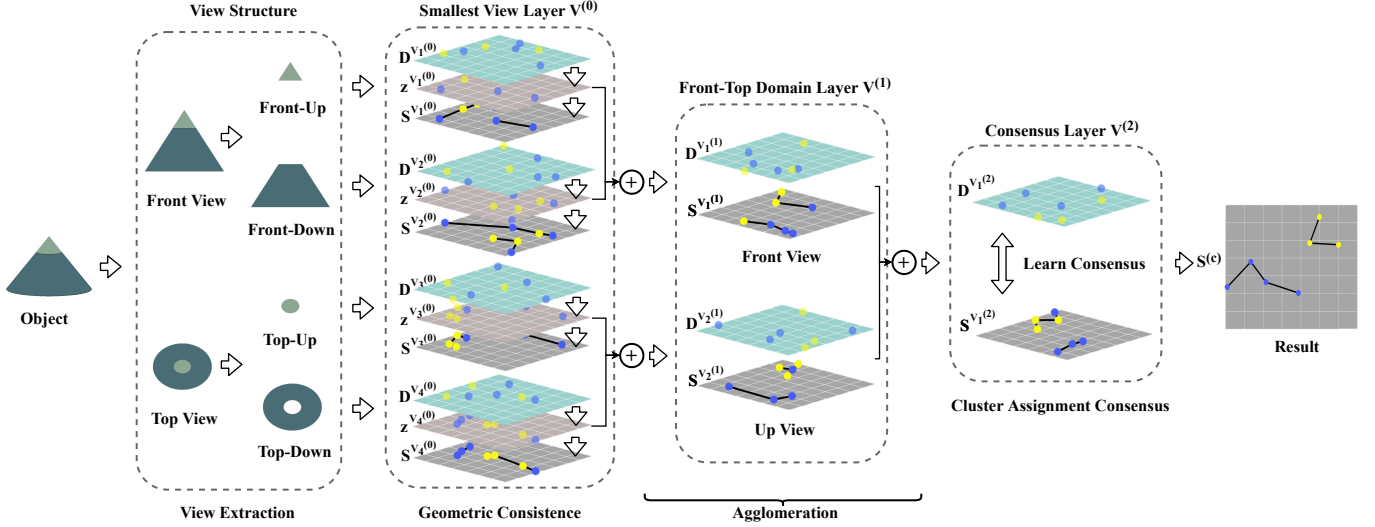 View Structure
Smallest View Layer V(0)
Front-Top Domain Layer V(1)
Consensus Layer V(2)
Object
Front View
Top View
Front-Up
Front-Down
Top-Up
Top-Down
D V1(0)
z V1(0)
S V1(0)
D V2(0)
z V2(0)
S V2(0)
D V3(0)
z V3(0)
S V3(0)
D V4(0)
z V4(0)
S V4(0)
+
+
D V1(1)
S V1(1)
Front View
D V2(1)
S V2(1)
Up View
+
D V1(2)
Learn Consensus
S V1(2)
Cluster Assignment Consensus
S(c)
Result
View Extraction
Geometric Consistence
Agglomeration